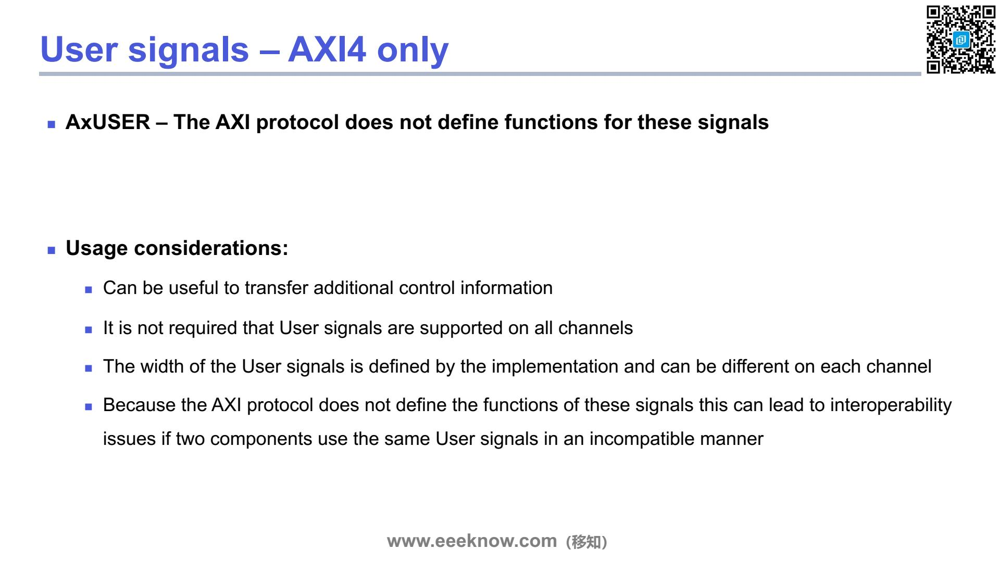 User signals – AXI4 only
AxUSER – The AXI protocol does not define functions for these signals
Usage considerations:
Can be useful to transfer additional control information
It is not required that User signals are supported on all channels
The width of the User signals is defined by the implementation and can be different on each channel
Because the AXI protocol does not define the functions of these signals this can lead to interoperability
issues if two components use the same User signals in an incompatible manner
www.eeeknow.com (移知)